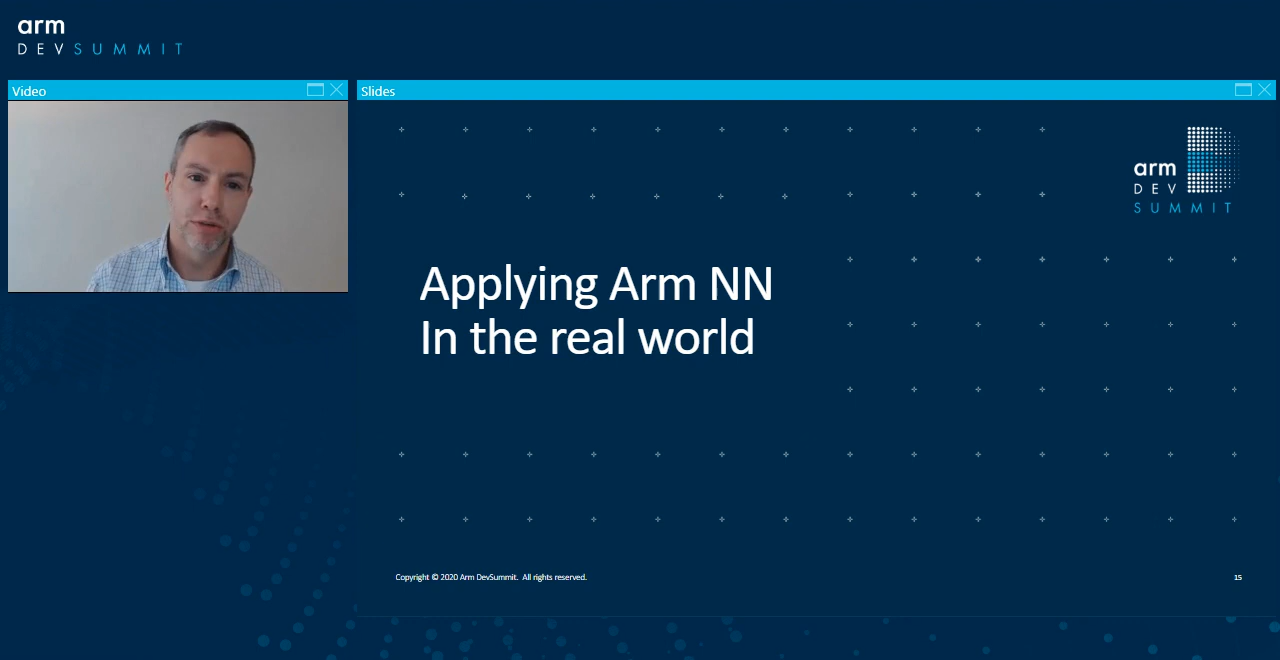 arm
DEVSUMMIT
Video
Slides
arm
DEV
SUMMIT
Applying Arm NN
In the real world
Copyright © 2020 Arm DevSummit. All rights reserved.
15